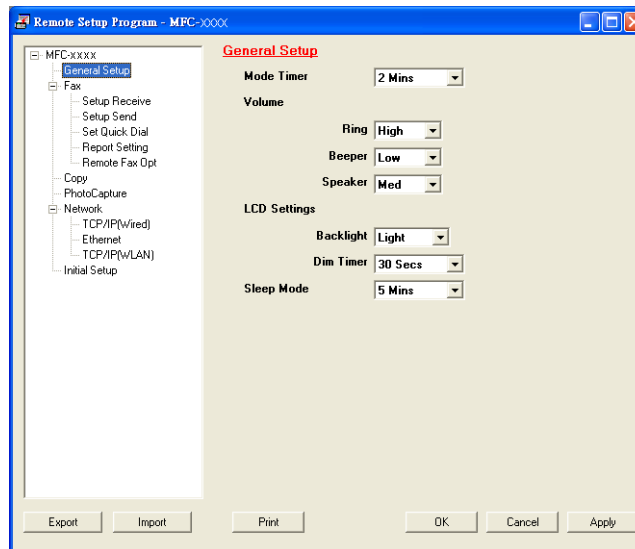 Remote Setup Program - MFC-XXXX
MFC-xxxx
General Setup
Fax
Setup Receive
Setup Send
Set Quick Dial
Report Setting
Remote Fax Opt
Copy
PhotoCapture
Network
TCP/IP(Wired)
Ethernet
TCP/IP(WLAN)
Initial Setup
General Setup
Mode Timer 2 Mins
Volume
Ring High
Beeper Low
Speaker Med
LCD Settings
Backlight Light
Dim Timer 30 Secs
Sleep Mode 5 Mins
Export Import Print OK Cancel Apply